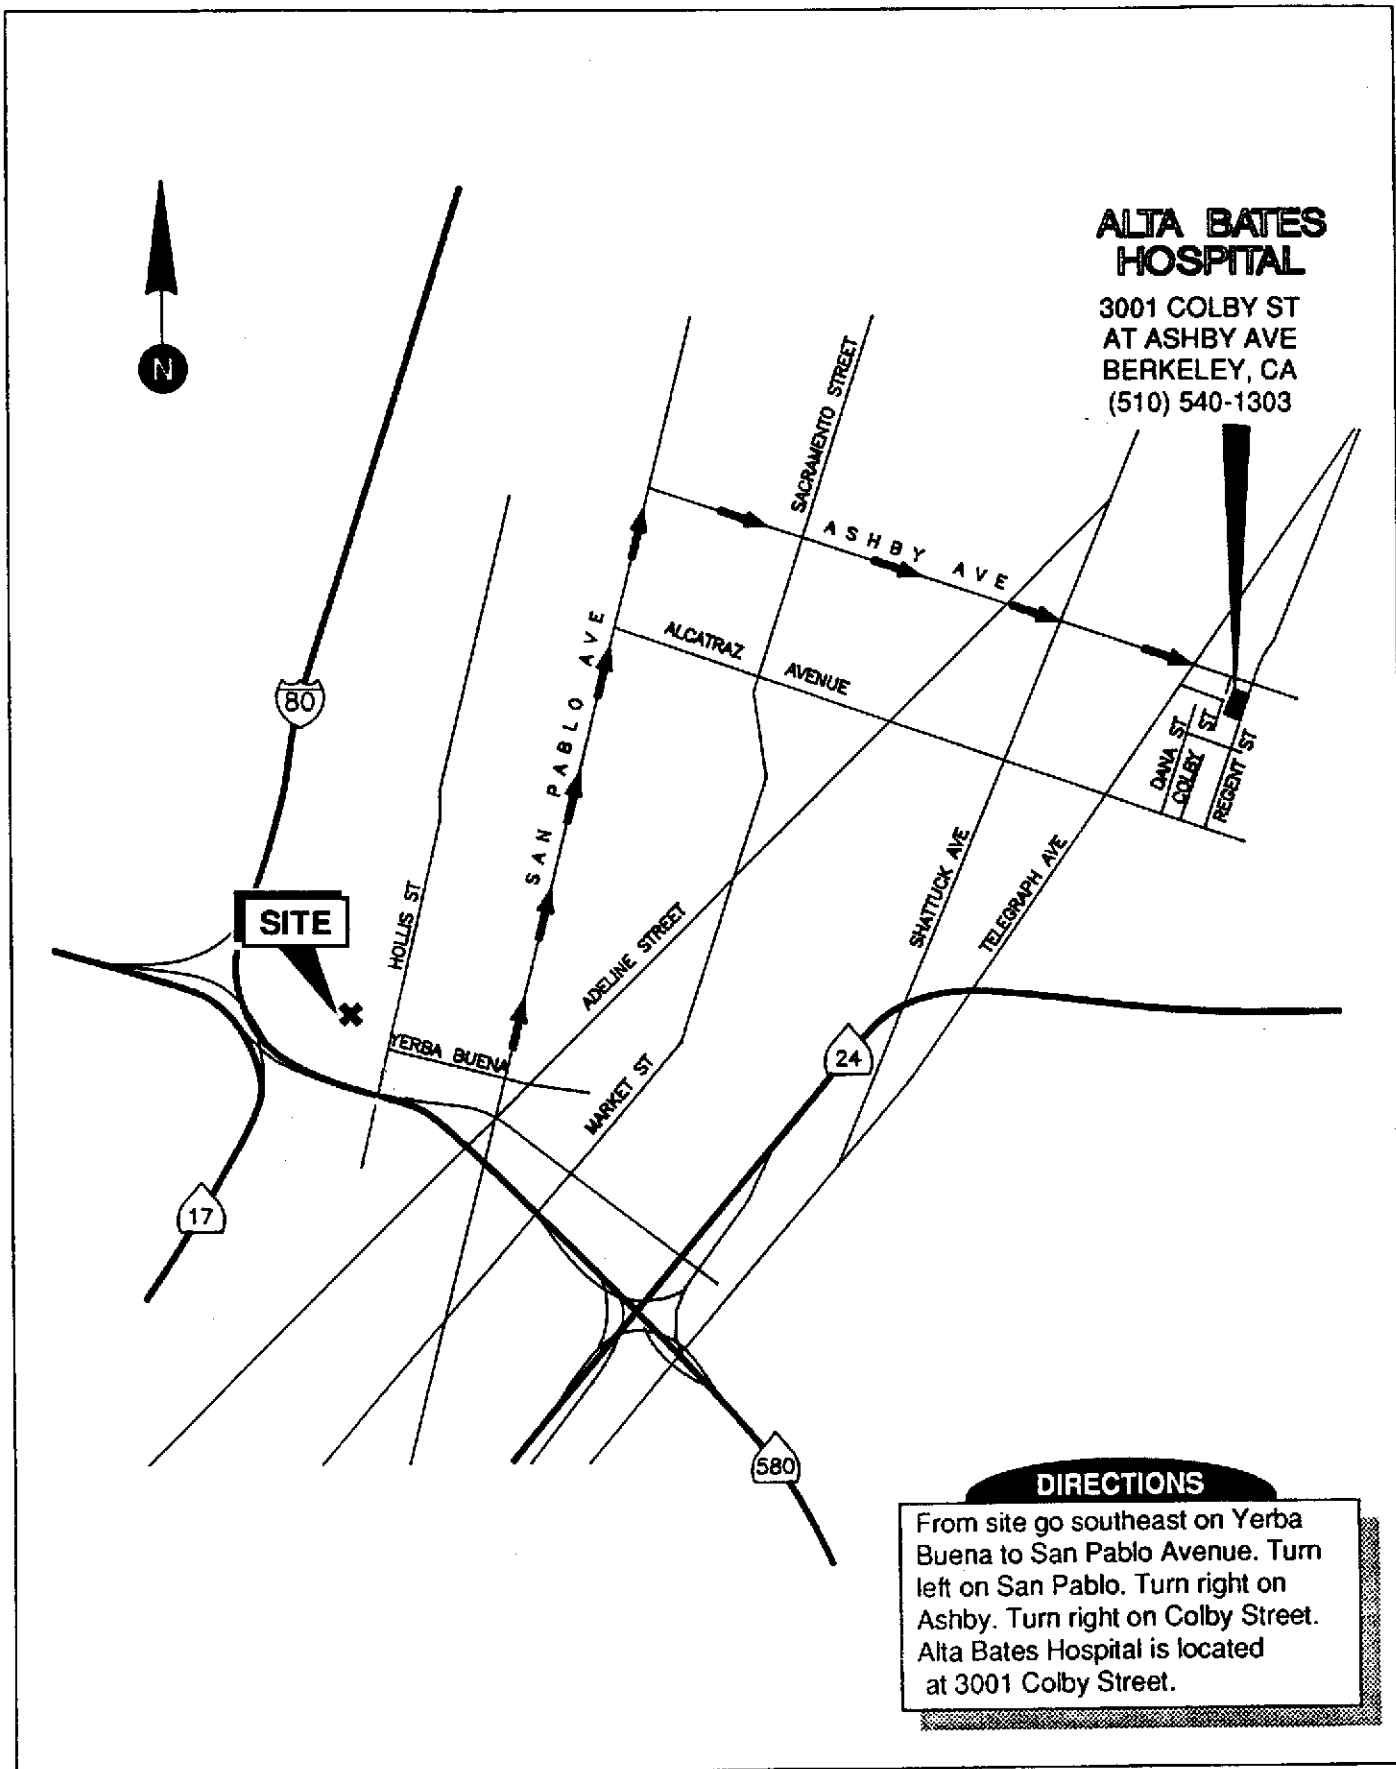 ALTA BATES
HOSPITAL
3001 COLBY ST
AT ASHBY AVE
BERKELEY, CA
(510) 540-1303
N
SACRAMENTO STREET
ASHBY AVE
ALCATRAZ AVENUE
SAN PABLO AVE
80
DANA ST
COLBY ST
REGENT ST
SHATTUCK AVE
TELEGRAPH AVE
HOLLIS ST
SITE
ADELINE STREET
YERBA BUENA
MARKET ST
24
17
580
DIRECTIONS
From site go southeast on Yerba
Buena to San Pablo Avenue. Turn
left on San Pablo. Turn right on
Ashby. Turn right on Colby Street.
Alta Bates Hospital is located
at 3001 Colby Street.